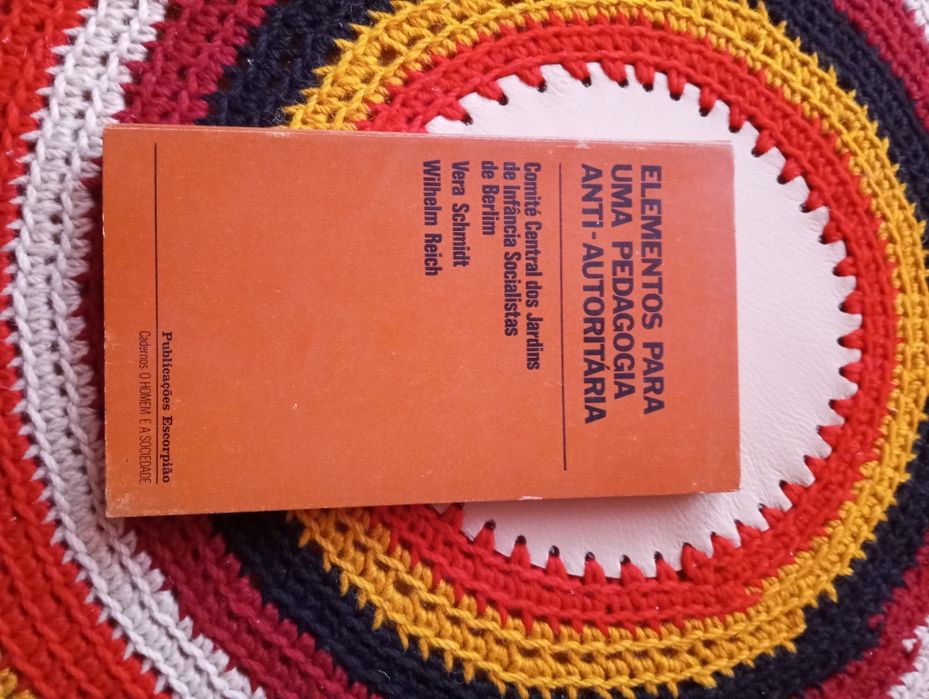 ELEMENTOS PARA
UMA PEDAGOGIA
ANTI-AUTORITÁRIA
Comité Central dos Jardins
de Infância Socialistas
de Berlim
Vera Schmidt
Wilhelm Reich
Publicações Escorpião
Cadernos O HOMEM E A SOCIEDADE